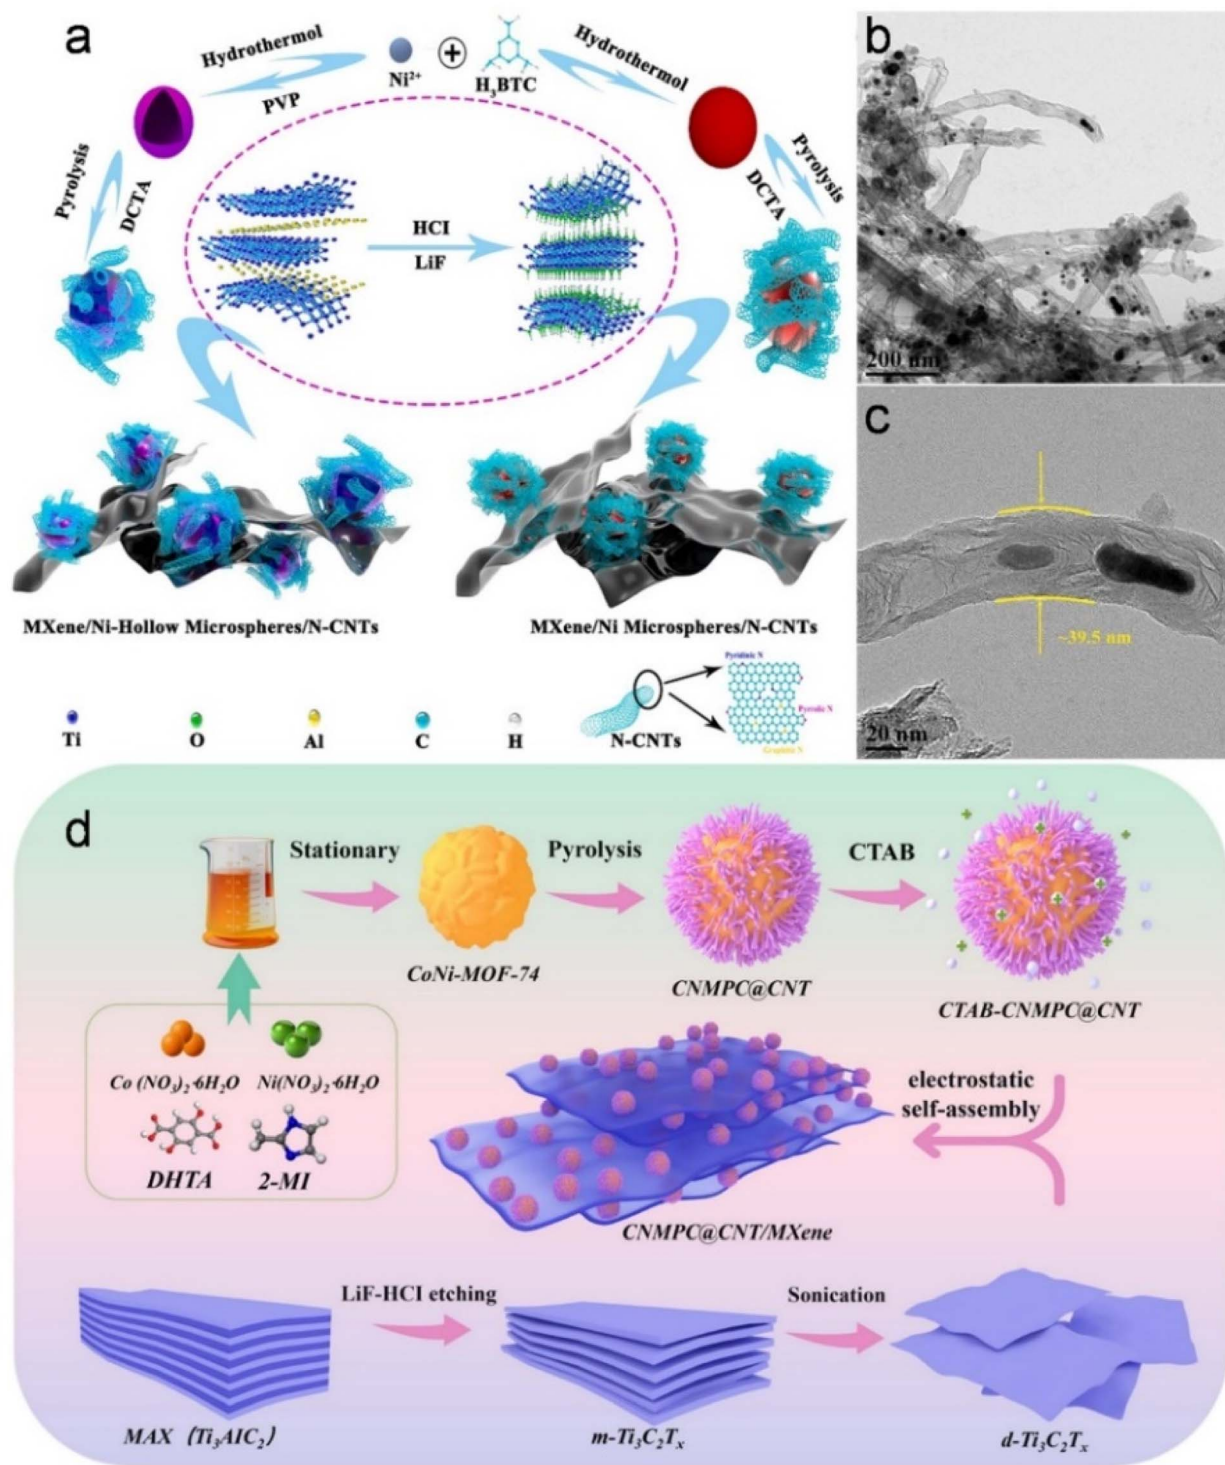 a
Hydrothermol
PVP
Ni²⁺
+
H₃BTC
Hydrothermol
Pyrolysis
DCTA
Pyrolysis
DCTA
HCI
LiF
MXene/Ni-Hollow Microspheres/N-CNTs
MXene/Ni Microspheres/N-CNTs
Ti
O
Al
C
H
N-CNTs
Pyridinic N
Pyrrolic N
Graphitic N
b
200 nm
c
~39.5 nm
20 nm
d
Stationary
Pyrolysis
CTAB
CoNi-MOF-74
CNMPC@CNT
CTAB-CNMPC@CNT
Co (NO₃)₂·6H₂O
Ni(NO₃)₂·6H₂O
DHTA
2-MI
electrostatic
self-assembly
CNMPC@CNT/MXene
LiF-HCI etching
Sonication
MAX (Ti₃AIC₂)
m-Ti₃C₂Tₓ
d-Ti₃C₂Tₓ